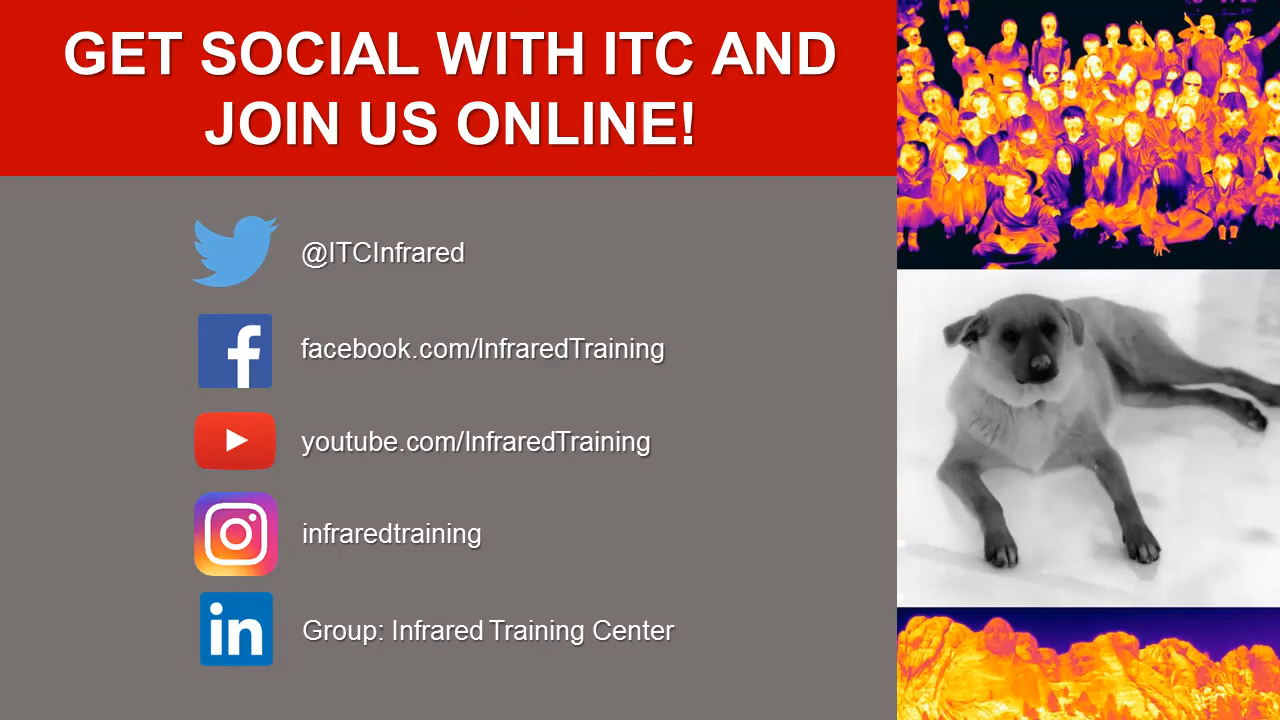 GET SOCIAL WITH ITC AND
JOIN US ONLINE!
@ITCInfrared
facebook.com/InfraredTraining
youtube.com/InfraredTraining
infraredtraining
Group: Infrared Training Center